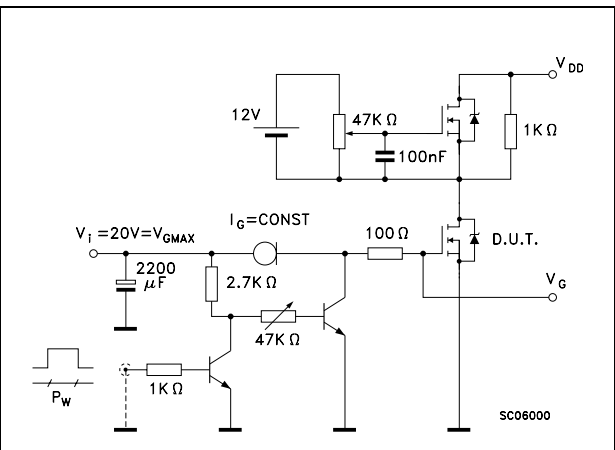 V DD
12V
47K Ω
1K Ω
100nF
I G =CONST
V i =20V=V GMAX
100 Ω
D.U.T.
2200
μF
2.7K Ω
V G
47K Ω
1K Ω
P W
SC06000